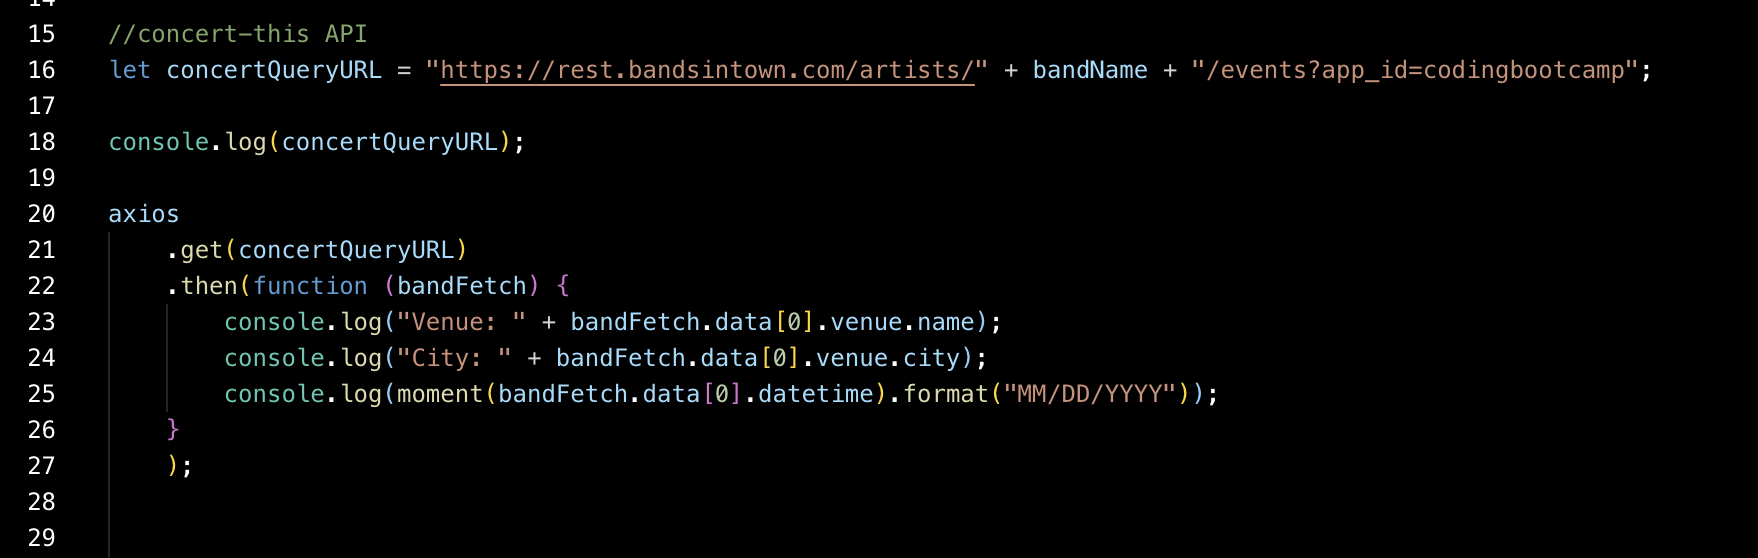 14
15 //concert-this API
16 let concertQueryURL = "https://rest.bandsintown.com/artists/" + bandName + "/events?app_id=codingbootcamp";
17
18 console.log(concertQueryURL);
19
20 axios
21 .get(concertQueryURL)
22 .then(function (bandFetch) {
23 console.log("Venue: " + bandFetch.data[0].venue.name);
24 console.log("City: " + bandFetch.data[0].venue.city);
25 console.log(moment(bandFetch.data[0].datetime).format("MM/DD/YYYY"));
26 }
27 );
28
29